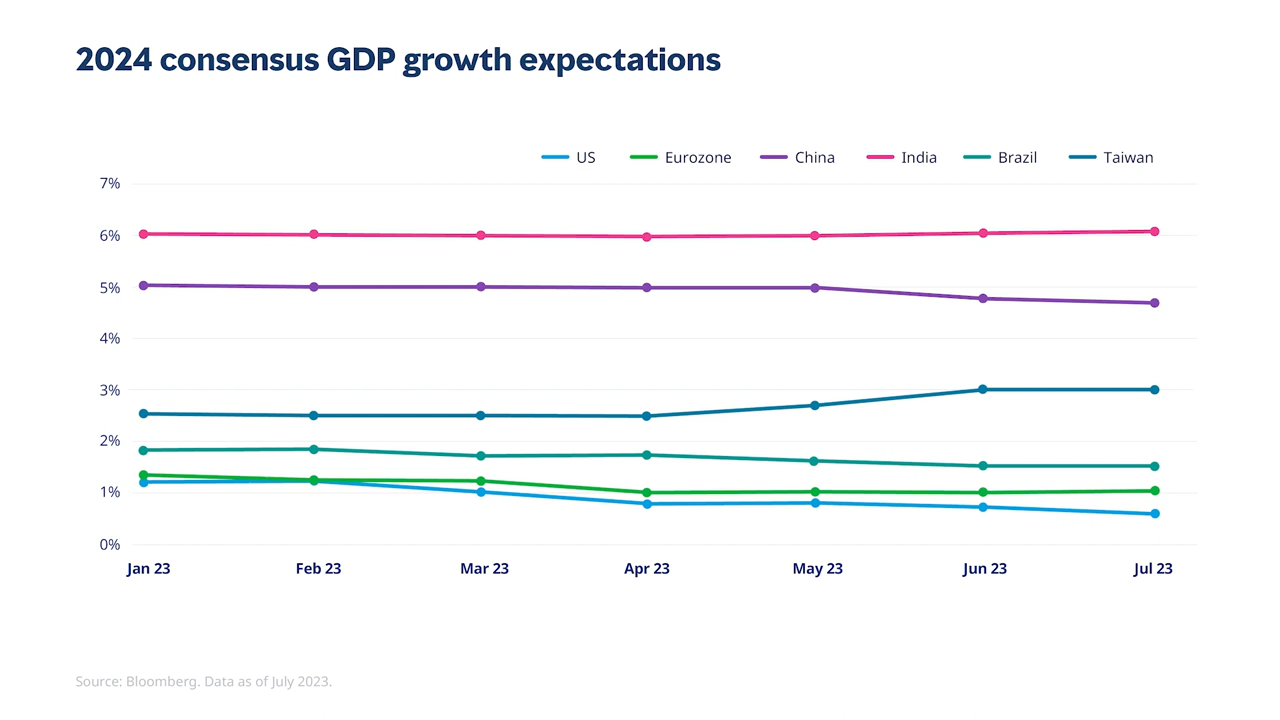 2024 consensus GDP growth expectations
US Eurozone China India Brazil Taiwan
7%
6%
5%
4%
3%
2%
1%
0%
Jan 23 Feb 23 Mar 23 Apr 23 May 23 Jun 23 Jul 23
Source: Bloomberg. Data as of July 2023.